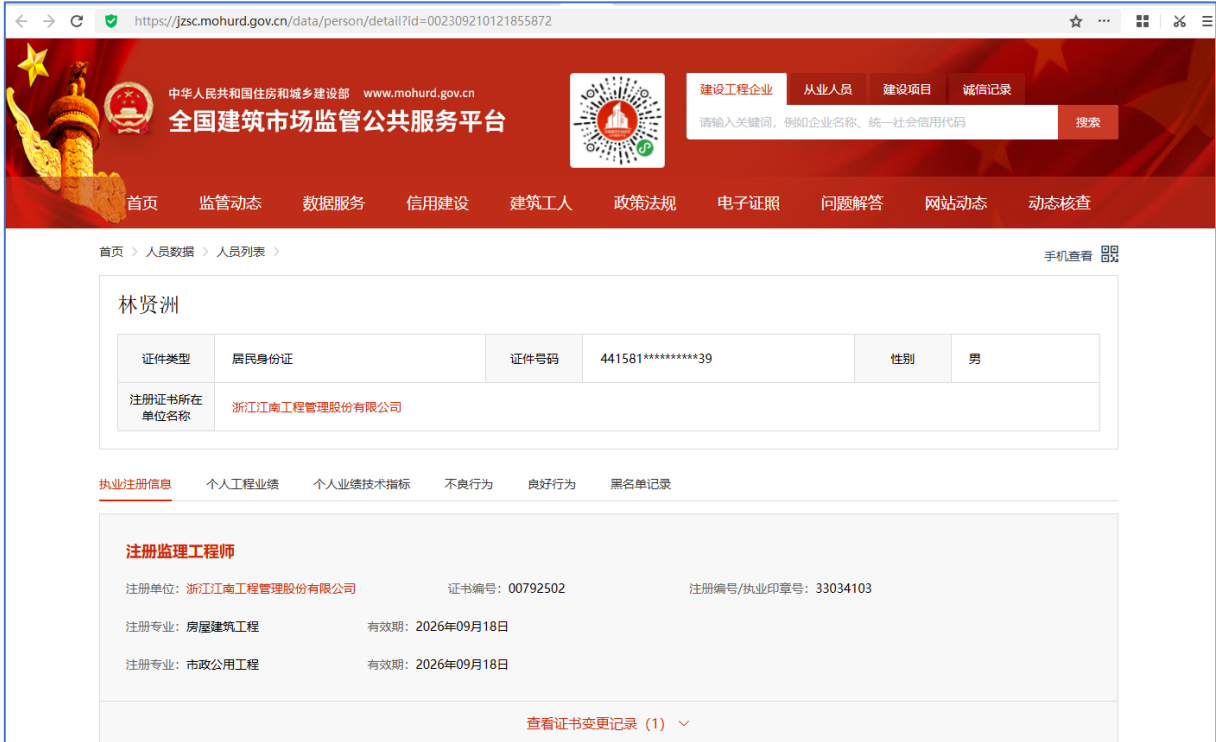 https://jzsc.mohurd.gov.cn/data/person/detail?id=002309210121855872
中华人民共和国住房和城乡建设部 www.mohurd.gov.cn
全国建筑市场监管公共服务平台
建设工程企业 从业人员 建设项目 诚信记录
请输入关键词，例如企业名称、统一社会信用代码 搜索
首页 监管动态 数据服务 信用建设 建筑工人 政策法规 电子证照 问题解答 网站动态 动态核查
首页 > 人员数据 > 人员列表 >
手机查看
林贤洲
证件类型 居民身份证 证件号码 441581**********39 性别 男
注册证书所在单位名称 浙江江南工程管理股份有限公司
执业注册信息 个人工程业绩 个人业绩技术指标 不良行为 良好行为 黑名单记录
注册监理工程师
注册单位：浙江江南工程管理股份有限公司 证书编号：00792502 注册编号/执业印章号：33034103
注册专业：房屋建筑工程 有效期：2026年09月18日
注册专业：市政公用工程 有效期：2026年09月18日
查看证书变更记录（1）